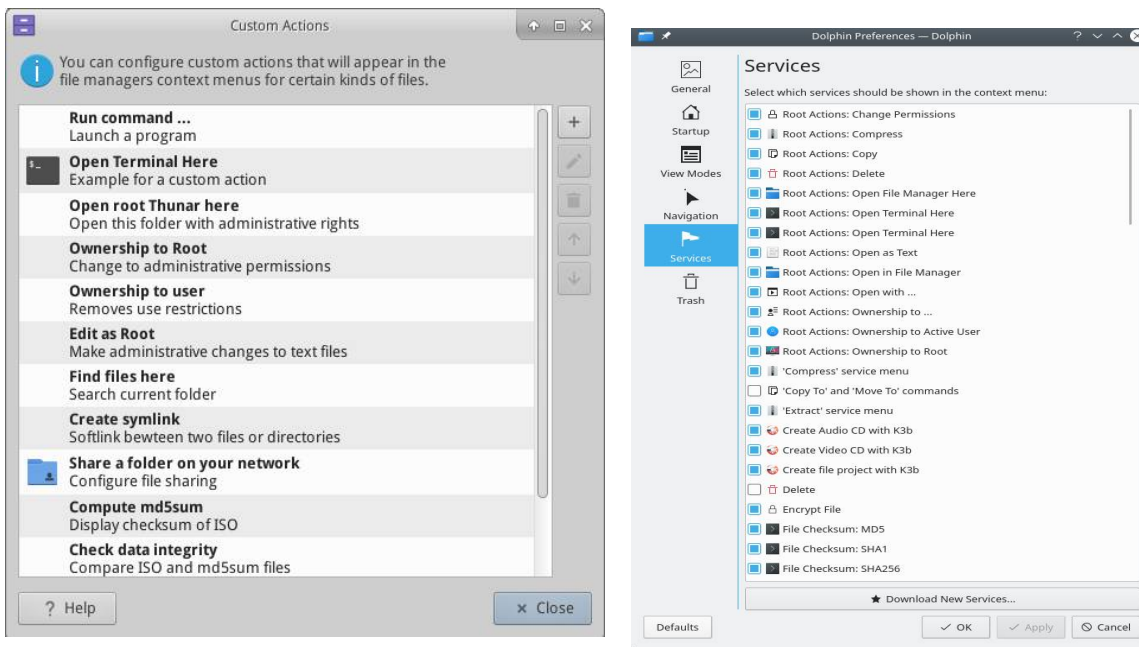 Custom Actions
You can configure custom actions that will appear in the
file managers context menus for certain kinds of files.
Run command ...
Launch a program
Open Terminal Here
Example for a custom action
Open root Thunar here
Open this folder with administrative rights
Ownership to Root
Change to administrative permissions
Ownership to user
Removes use restrictions
Edit as Root
Make administrative changes to text files
Find files here
Search current folder
Create symlink
Softlink bewteen two files or directories
Share a folder on your network
Configure file sharing
Compute md5sum
Display checksum of ISO
Check data integrity
Compare ISO and md5sum files
? Help
× Close
Dolphin Preferences — Dolphin
General
Startup
View Modes
Navigation
Services
Trash
Services
Select which services should be shown in the context menu:
Root Actions: Change Permissions
Root Actions: Compress
Root Actions: Copy
Root Actions: Delete
Root Actions: Open File Manager Here
Root Actions: Open Terminal Here
Root Actions: Open Terminal Here
Root Actions: Open as Text
Root Actions: Open in File Manager
Root Actions: Open with ...
Root Actions: Ownership to ...
Root Actions: Ownership to Active User
Root Actions: Ownership to Root
'Compress' service menu
'Copy To' and 'Move To' commands
'Extract' service menu
Create Audio CD with K3b
Create Video CD with K3b
Create file project with K3b
Delete
Encrypt File
File Checksum: MD5
File Checksum: SHA1
File Checksum: SHA256
Download New Services...
Defaults
OK
Apply
Cancel